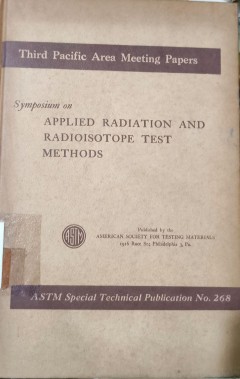 Third Pacific Area Meeting Papers
Symposium on
APPLIED RADIATION AND
RADIOISOTOPE TEST
METHODS
ASTM
Published by the
AMERICAN SOCIETY FOR TESTING MATERIALS
1916 Race St., Philadelphia 3, Pa.
ASTM Special Technical Publication No. 268